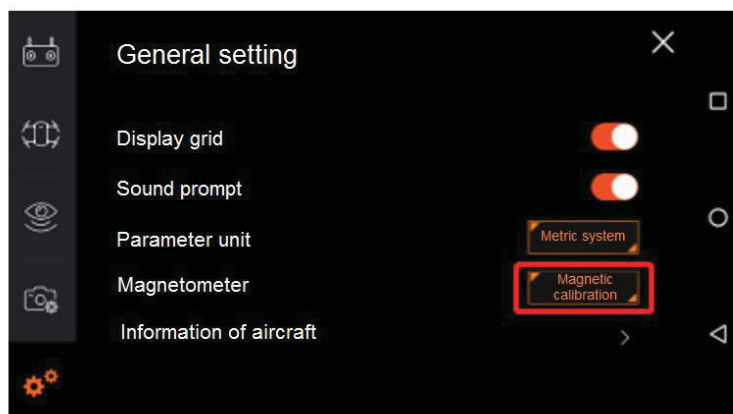 General setting
Display grid
Sound prompt
Parameter unit
Metric system
Magnetometer
Magnetic
calibration
Information of aircraft